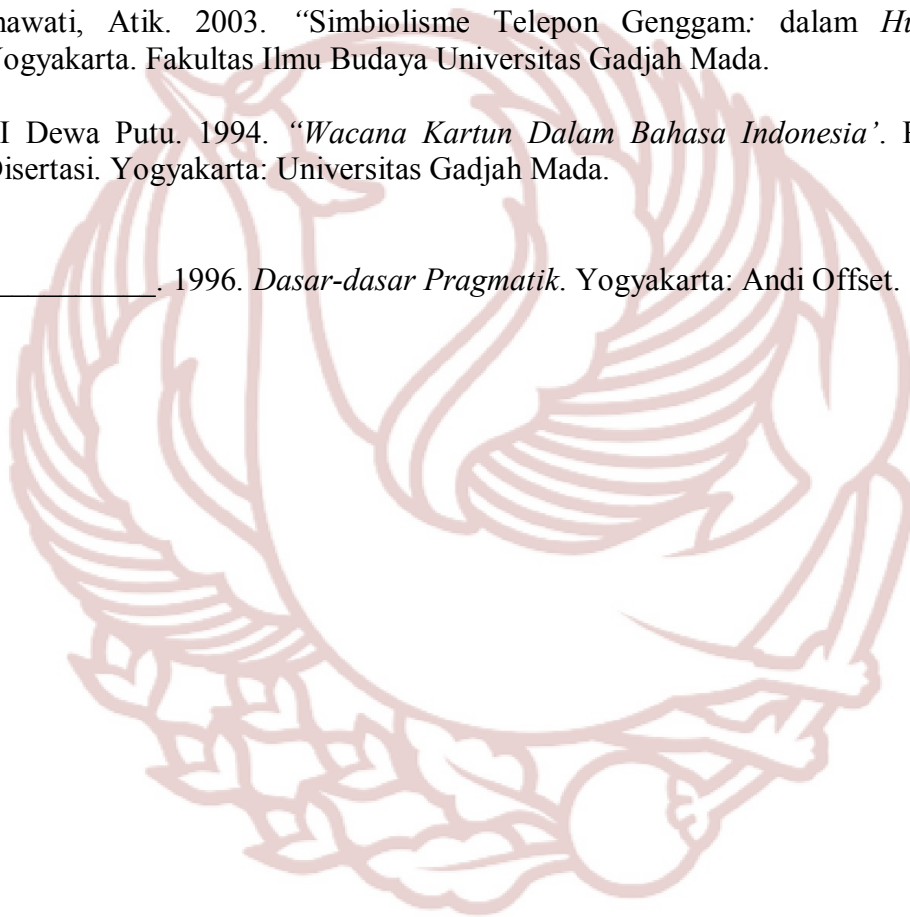 nawati, Atik. 2003. “Simbiolisme Telepon Genggam: dalam
Yogyakarta. Fakultas Ilmu Budaya Universitas Gadjah Mada.
I Dewa Putu. 1994. “Wacana Kartun Dalam Bahasa Indonesia’.
Disertasi. Yogyakarta: Universitas Gadjah Mada.
__________. 1996. Dasar-dasar Pragmatik. Yogyakarta: Andi Offset.